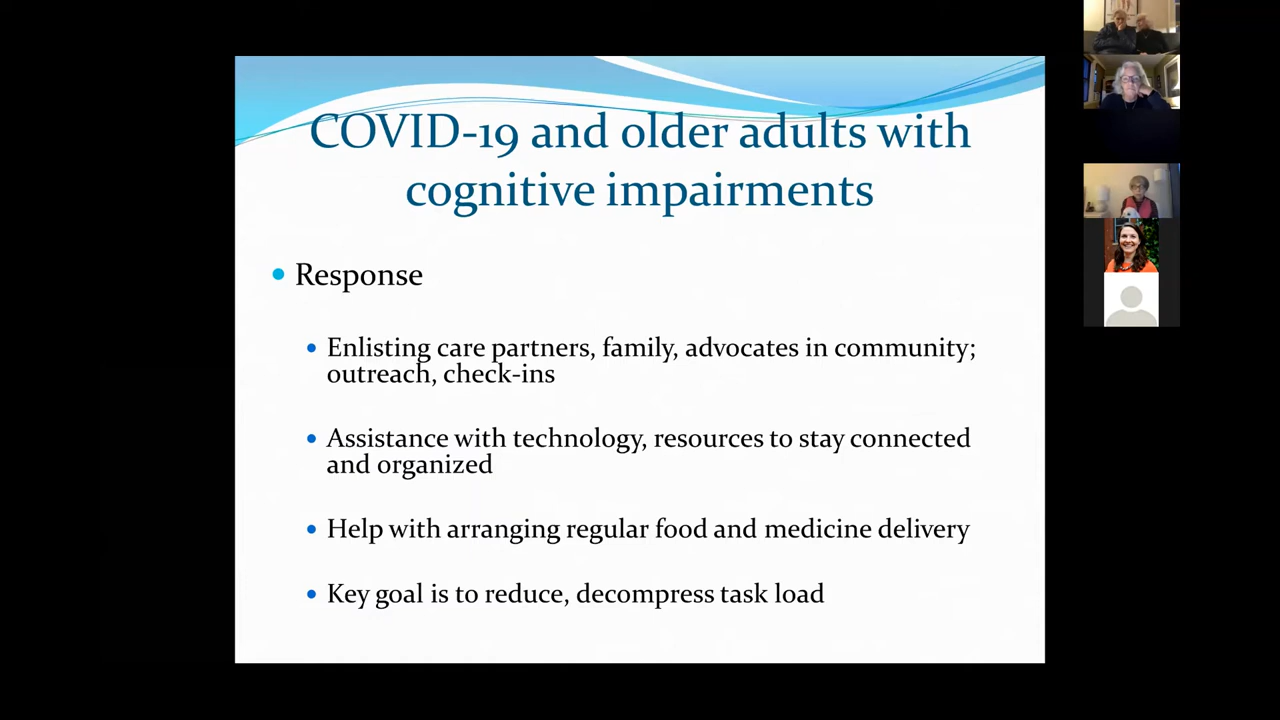 COVID-19 and older adults with
cognitive impairments
Response
Enlisting care partners, family, advocates in community;
outreach, check-ins
Assistance with technology, resources to stay connected
and organized
Help with arranging regular food and medicine delivery
Key goal is to reduce, decompress task load